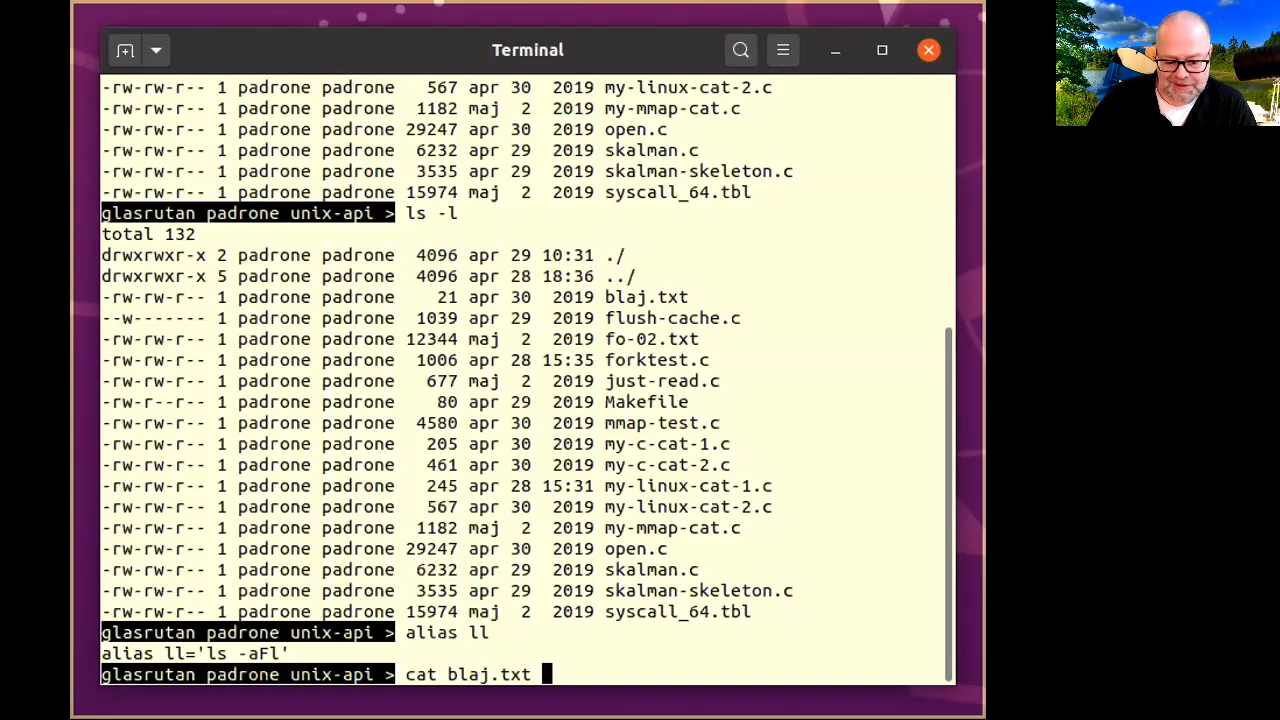 Terminal
-rw-rw-r-- 1 padrone padrone   567 apr 30  2019 my-linux-cat-2.c
-rw-rw-r-- 1 padrone padrone  1182 maj  2  2019 my-mmap-cat.c
-rw-rw-r-- 1 padrone padrone 29247 apr 30  2019 open.c
-rw-rw-r-- 1 padrone padrone  6232 apr 29  2019 skalman.c
-rw-rw-r-- 1 padrone padrone  3535 apr 29  2019 skalman-skeleton.c
-rw-rw-r-- 1 padrone padrone 15974 maj  2  2019 syscall_64.tbl
glasrutan padrone unix-api > ls -l
total 132
drwxrwxr-x 2 padrone padrone  4096 apr 29 10:31 ./
drwxrwxr-x 5 padrone padrone  4096 apr 28 18:36 ../
-rw-rw-r-- 1 padrone padrone    21 apr 30  2019 blaj.txt
--w------- 1 padrone padrone  1039 apr 29  2019 flush-cache.c
-rw-rw-r-- 1 padrone padrone 12344 maj  2  2019 fo-02.txt
-rw-rw-r-- 1 padrone padrone  1006 apr 28 15:35 forktest.c
-rw-rw-r-- 1 padrone padrone   677 maj  2  2019 just-read.c
-rw-r--r-- 1 padrone padrone    80 apr 29  2019 Makefile
-rw-rw-r-- 1 padrone padrone  4580 apr 30  2019 mmap-test.c
-rw-rw-r-- 1 padrone padrone   205 apr 30  2019 my-c-cat-1.c
-rw-rw-r-- 1 padrone padrone   461 apr 30  2019 my-c-cat-2.c
-rw-rw-r-- 1 padrone padrone   245 apr 28 15:31 my-linux-cat-1.c
-rw-rw-r-- 1 padrone padrone   567 apr 30  2019 my-linux-cat-2.c
-rw-rw-r-- 1 padrone padrone  1182 maj  2  2019 my-mmap-cat.c
-rw-rw-r-- 1 padrone padrone 29247 apr 30  2019 open.c
-rw-rw-r-- 1 padrone padrone  6232 apr 29  2019 skalman.c
-rw-rw-r-- 1 padrone padrone  3535 apr 29  2019 skalman-skeleton.c
-rw-rw-r-- 1 padrone padrone 15974 maj  2  2019 syscall_64.tbl
glasrutan padrone unix-api > alias ll
alias ll='ls -aFl'
glasrutan padrone unix-api > cat blaj.txt